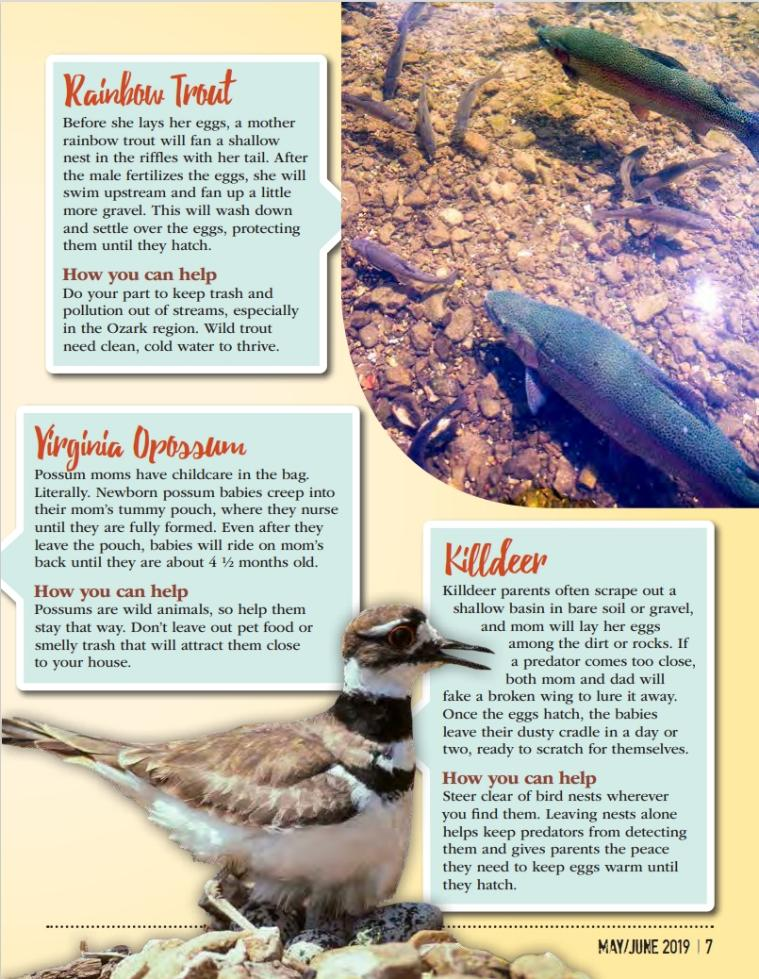 Rainbow Trout
Before she lays her eggs, a mother
rainbow trout will fan a shallow
nest in the riffles with her tail. After
the male fertilizes the eggs, she will
swim upstream and fan up a little
more gravel. This will wash down
and settle over the eggs, protecting
them until they hatch.
How you can help
Do your part to keep trash and
pollution out of streams, especially
in the Ozark region. Wild trout
need clean, cold water to thrive.
Virginia Opossum
Possum moms have childcare in the bag.
Literally. Newborn possum babies creep into
their mom’s tummy pouch, where they nurse
until they are fully formed. Even after they
leave the pouch, babies will ride on mom’s
back until they are about 4 ½ months old.
How you can help
Possums are wild animals, so help them
stay that way. Don’t leave out pet food or
smelly trash that will attract them close
to your house.
Killdeer
Killdeer parents often scrape out a
shallow basin in bare soil or gravel,
and mom will lay her eggs
among the dirt or rocks. If
a predator comes too close,
both mom and dad will
fake a broken wing to lure it away.
Once the eggs hatch, the babies
leave their dusty cradle in a day or
two, ready to scratch for themselves.
How you can help
Steer clear of bird nests wherever
you find them. Leaving nests alone
helps keep predators from detecting
them and gives parents the peace
they need to keep eggs warm until
they hatch.
MAY/JUNE 2019 | 7